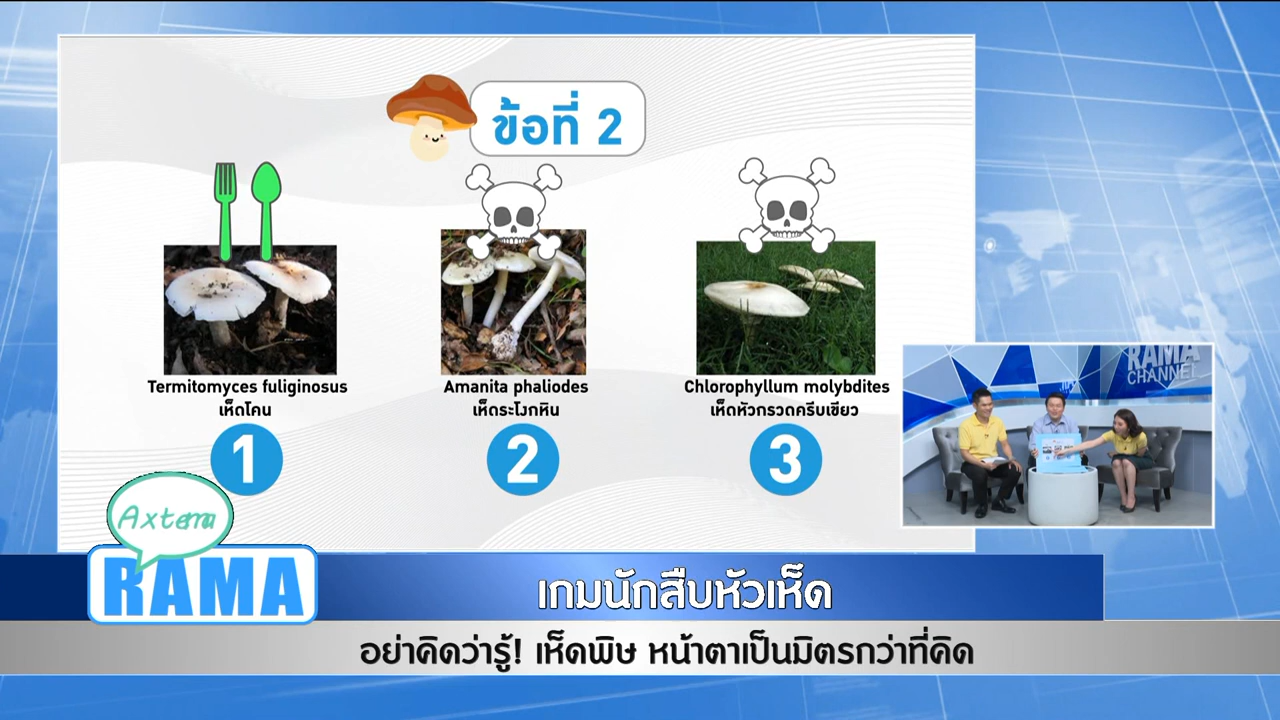 ข้อที่ 2
Termitomyces fuliginosus
เห็ดโคน
1
Amanita phaliodes
เห็ดระโงกหิน
2
Chlorophyllum molybdites
เห็ดหัวกรวดครีบเขียว
3
RAMA
CHANNEL
RAMA
เกมนักสืบหัวเห็ด
อย่าคิดว่ารู้! เห็ดพิษ หน้าตาเป็นมิตรกว่าที่คิด